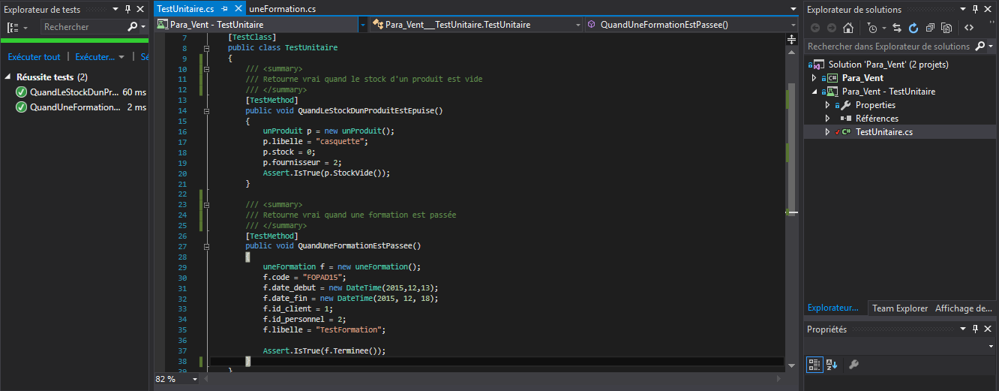 Explorateur de tests
Rechercher
Exécuter tout
Exécuter...
Sé
Réussite tests (2)
QuandLeStockDunPr... 60 ms
QuandUneFormation... 2 ms
TestUnitaire.cs
uneFormation.cs
Para_Vent - TestUnitaire
Para_Vent___TestUnitaire.TestUnitaire
QuandUneFormationEstPassee()
7 [TestClass]
8 public class TestUnitaire
9 {
10 /// <summary>
11 /// Retourne vrai quand le stock d'un produit est vide
12 /// </summary>
13 [TestMethod]
14 public void QuandLeStockDunProduitEstEpuise()
15 {
16 unProduit p = new unProduit();
17 p.libelle = "casquette";
18 p.stock = 0;
19 p.fournisseur = 2;
20 Assert.IsTrue(p.StockVide());
21 }
22
23 /// <summary>
24 /// Retourne vrai quand une formation est passée
25 /// </summary>
26 [TestMethod]
27 public void QuandUneFormationEstPassee()
28 {
29 uneFormation f = new uneFormation();
30 f.code = "FOPAD15";
31 f.date_debut = new DateTime(2015,12,13);
32 f.date_fin = new DateTime(2015, 12, 18);
33 f.id_client = 1;
34 f.id_personnel = 2;
35 f.libelle = "TestFormation";
36
37 Assert.IsTrue(f.Terminee());
38 }
39 }
82 %
Explorateur de solutions
Rechercher dans Explorateur de solutions
Solution 'Para_Vent' (2 projets)
C# Para_Vent
Para_Vent - TestUnitaire
Properties
Références
C# TestUnitaire.cs
Explorateur...
Team Explorer
Affichage de...
Propriétés